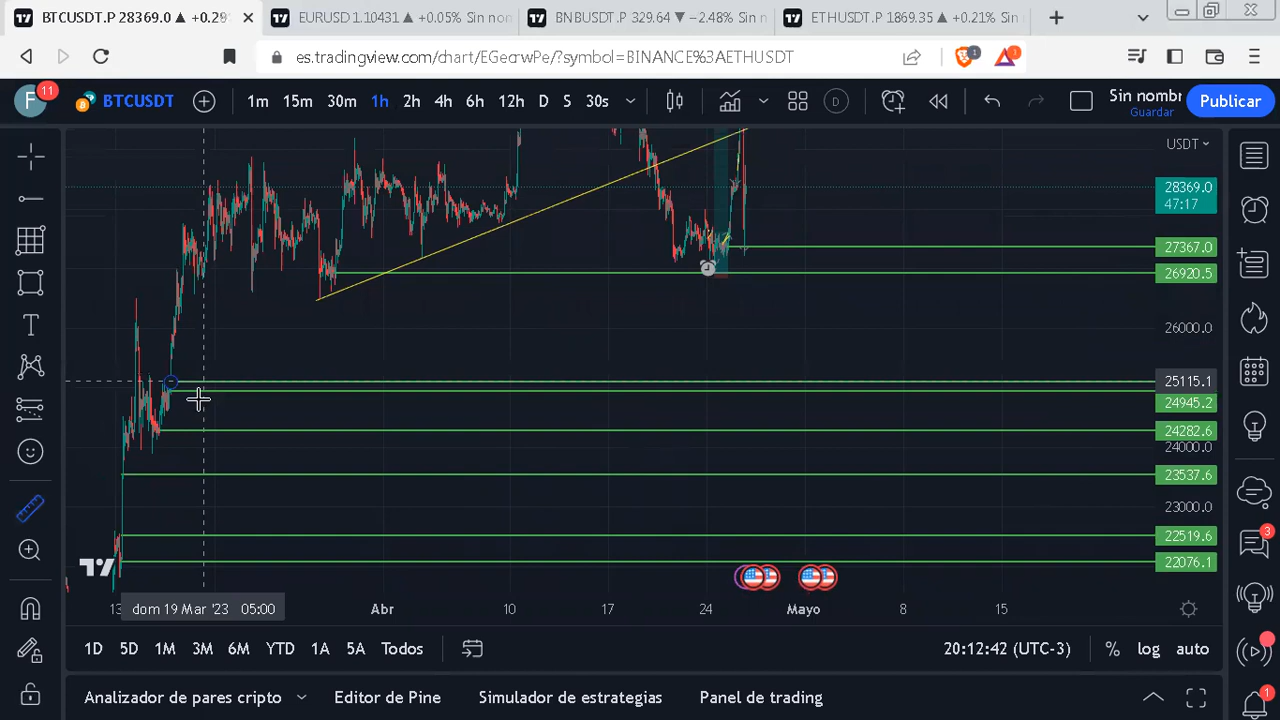 BTCUSDT.P 28369.0 ▲ +0.29
EURUSD 1.10431 ▲ +0.05% Sin nom
BNBUSDT.P 329.64 ▼ −2.48% Sin n
ETHUSDT.P 1869.35 ▲ +0.21% Sin
es.tradingview.com/chart/EGecrwPs/?symbol=BINANCE%3AETHUSDT
1
F 11 BTCUSDT 1m 15m 30m 1h 2h 4h 6h 12h D S 30s D Sin nombr Guardar Publicar
USDT
28369.0
47:17
27367.0
26920.5
26000.0
25115.1
24945.2
24282.6
24000.0
23537.6
23000.0
22519.6
22076.1
T
3
1
13 dom 19 Mar '23 05:00 Abr 10 17 24 Mayo 8 15
1D 5D 1M 3M 6M YTD 1A 5A Todos 20:12:42 (UTC-3) % log auto
Analizador de pares cripto Editor de Pine Simulador de estrategias Panel de trading